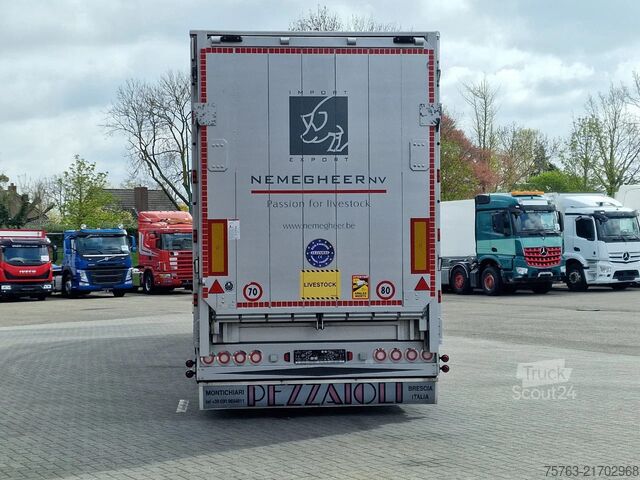 IMPORT
EXPORT
NEMEGHEER NV
Passion for livestock
www.nemegheer.be
LIVESTOCK
70
80
MONTICHIARI
PEZZAIOLI
BRESCIA
ITALIA
Truck
Scout24
75763-21702968